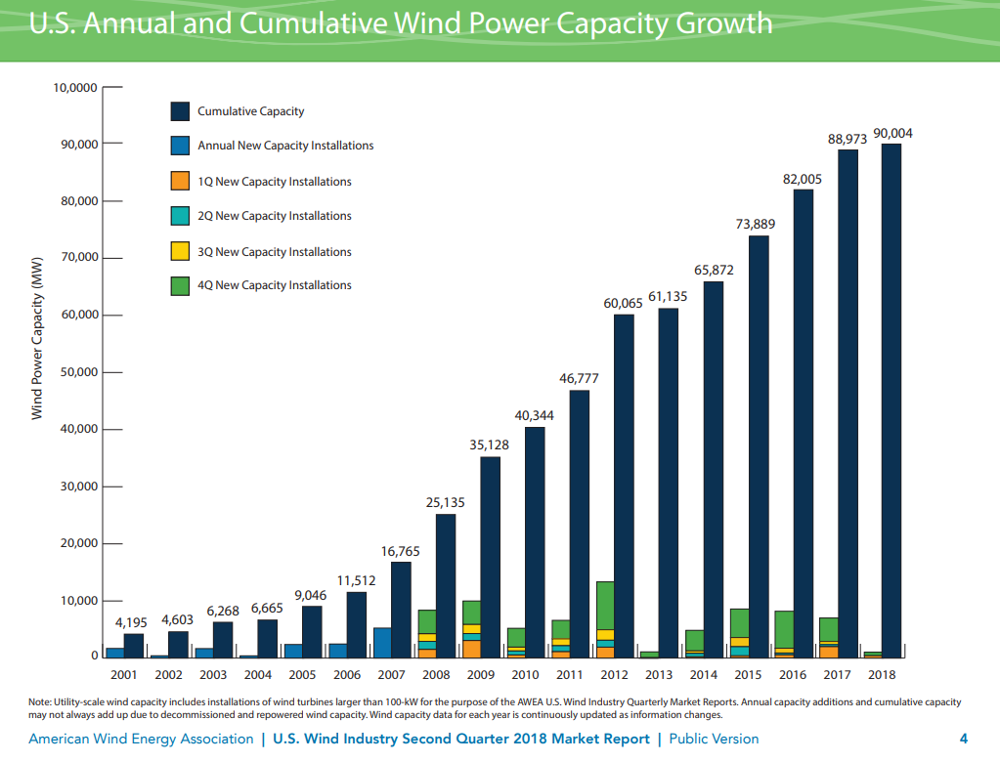 U.S. Annual and Cumulative Wind Power Capacity Growth
10,0000
90,000
80,000
70,000
60,000
50,000
40,000
30,000
20,000
10,000
0
Wind Power Capacity (MW)
Cumulative Capacity
Annual New Capacity Installations
1Q New Capacity Installations
2Q New Capacity Installations
3Q New Capacity Installations
4Q New Capacity Installations
4,195
4,603
6,268
6,665
9,046
11,512
16,765
25,135
35,128
40,344
46,777
60,065
61,135
65,872
73,889
82,005
88,973
90,004
2001 2002 2003 2004 2005 2006 2007 2008 2009 2010 2011 2012 2013 2014 2015 2016 2017 2018
Note: Utility-scale wind capacity includes installations of wind turbines larger than 100-kW for the purpose of the AWEA U.S. Wind Industry Quarterly Market Reports. Annual capacity additions and cumulative capacity
may not always add up due to decommissioned and repowered wind capacity. Wind capacity data for each year is continuously updated as information changes.
American Wind Energy Association | U.S. Wind Industry Second Quarter 2018 Market Report | Public Version 4